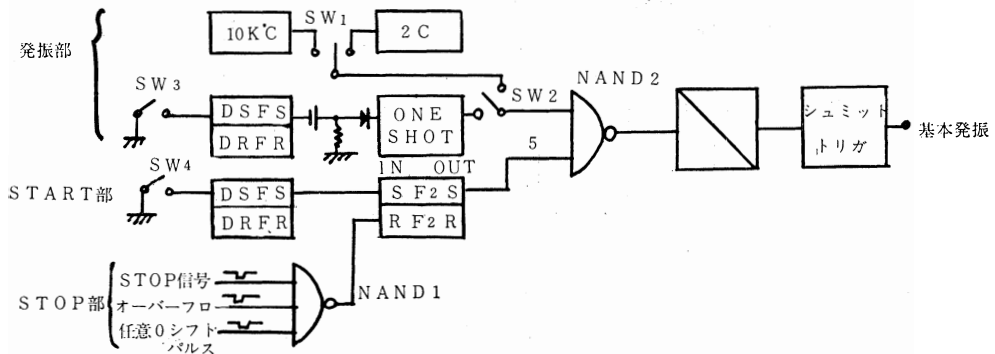 発振部
10KC
SW1
2C
SW3
DSFS
DRFR
ONE
SHOT
SW2
NAND2
シュミット
トリガ
基本発振
START部
SW4
DSFS
DRFR
IN OUT
SF2S
RF2R
5
STOP部
STOP信号
オーバーフロ
任意0シフト
パルス
NAND1